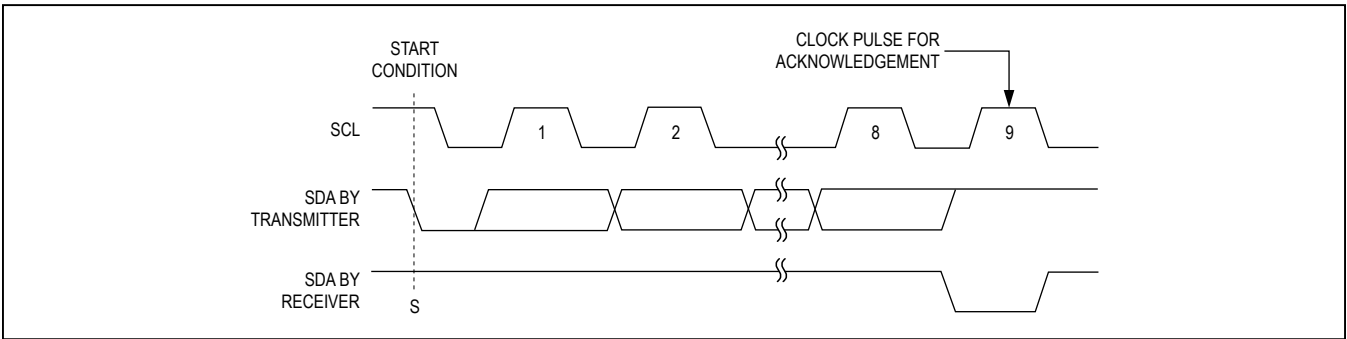 START
CONDITION
CLOCK PULSE FOR
ACKNOWLEDGEMENT
SCL
1
2
8
9
SDA BY
TRANSMITTER
SDA BY
RECEIVER
S